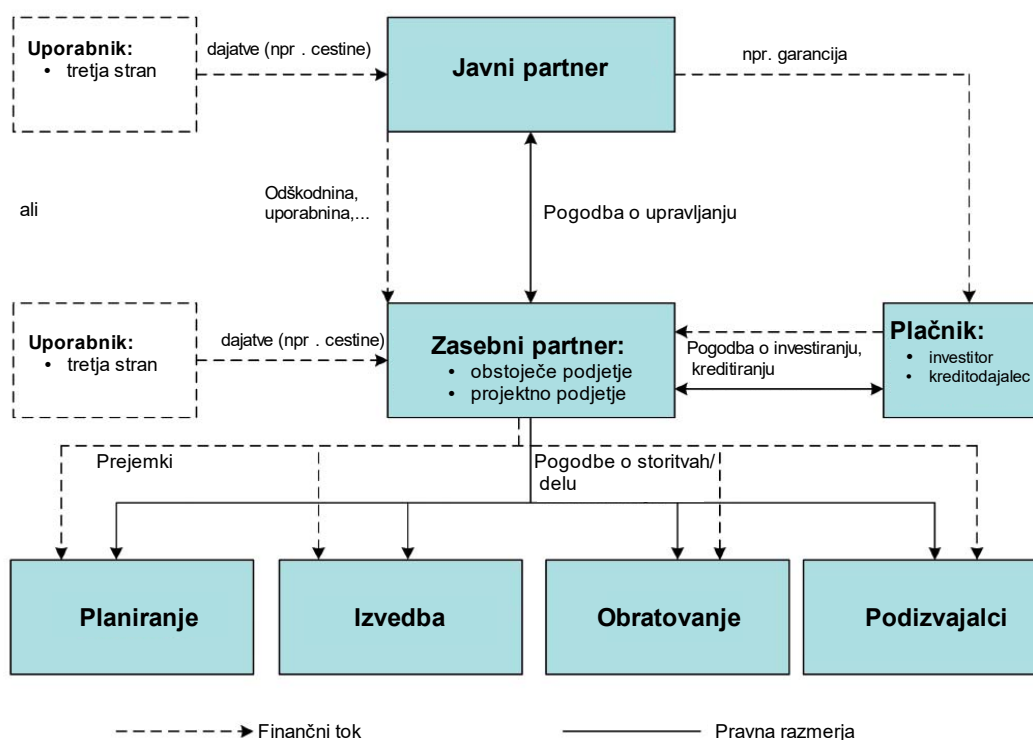 Uporabnik:
• tretja stran
dajatve (npr . cestine)
Javni partner
npr. garancija
ali
Odškodnina,
uporabnina,...
Pogodba o upravljanju
Uporabnik:
• tretja stran
dajatve (npr . cestine)
Zasebni partner:
• obstoječe podjetje
• projektno podjetje
Pogodba o investiranju,
kreditiranju
Plačnik:
• investitor
• kreditodajalec
Prejemki
Pogodbe o storitvah/
delu
Planiranje
Izvedba
Obratovanje
Podizvajalci
Finančni tok
Pravna razmerja